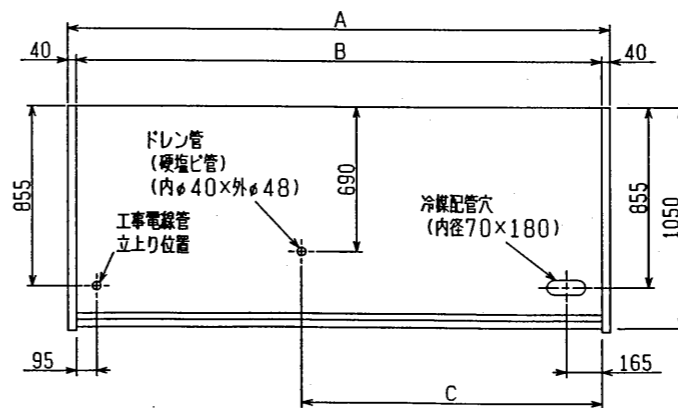 A
40
B
40
ドレン管
(硬塩ビ管)
(内φ40×外φ48)
690
855
工事電線管
立上り位置
冷媒配管穴
(内径70×180)
855
1050
95
165
C